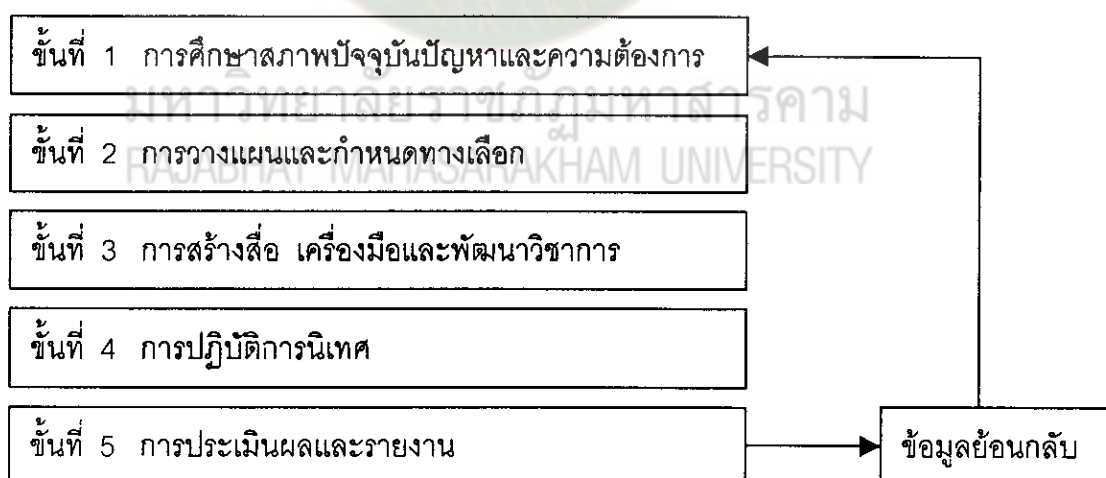 ขั้นที่ 1 การศึกษาสภาพปัจจุบันปัญหาและความต้องการ
มหาวิทยาลัยราชภัฏมหาสารคาม
ขั้นที่ 2 การวางแผนและกำหนดทางเลือก
RAJABHAT MAHASARAKHAM UNIVERSITY
ขั้นที่ 3 การสร้างสื่อ เครื่องมือและพัฒนาวิชาการ
ขั้นที่ 4 การปฏิบัติการนิเทศ
ขั้นที่ 5 การประเมินผลและรายงาน
ข้อมูลย้อนกลับ